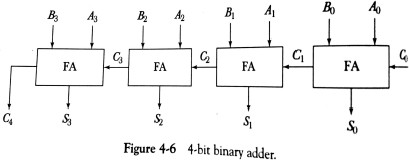 B3 A3 B2 A2 B1 A1 B0 A0
C3 C2 C1 C0
FA FA FA FA
C4 S3 S2 S1 S0
Figure 4-6 4-bit binary adder.